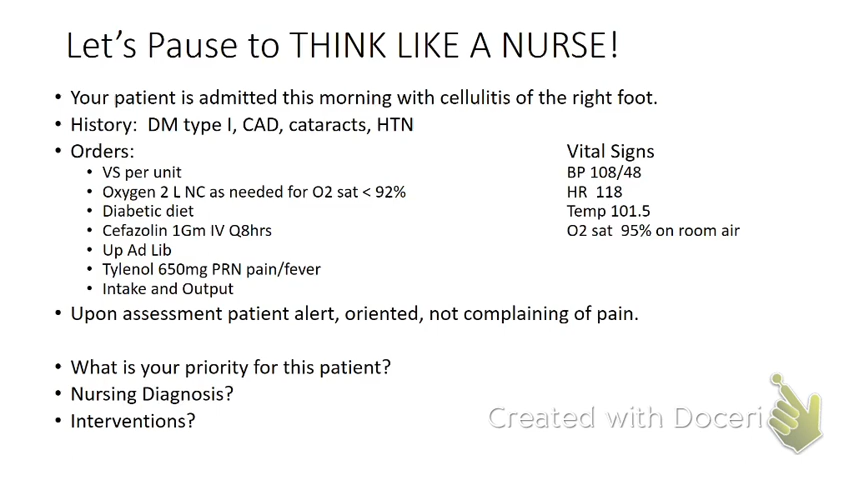 Let's Pause to THINK LIKE A NURSE!
• Your patient is admitted this morning with cellulitis of the right foot.
• History: DM type I, CAD, cataracts, HTN
• Orders:
• VS per unit
• Oxygen 2 L NC as needed for O2 sat < 92%
• Diabetic diet
• Cefazolin 1Gm IV Q8hrs
• Up Ad Lib
• Tylenol 650mg PRN pain/fever
• Intake and Output
Vital Signs
BP 108/48
HR 118
Temp 101.5
O2 sat 95% on room air
• Upon assessment patient alert, oriented, not complaining of pain.
• What is your priority for this patient?
• Nursing Diagnosis?
• Interventions?
Created with Doceri